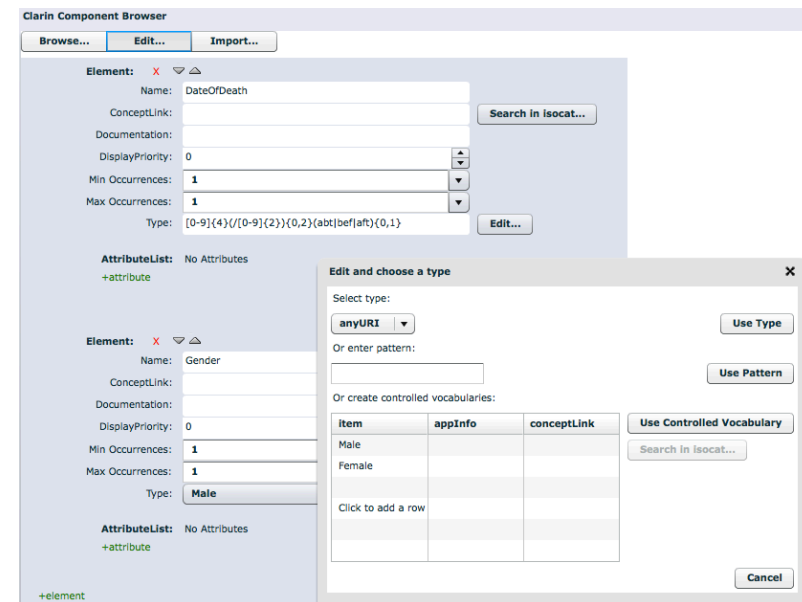 Clarin Component Browser
Browse... Edit... Import...
Element: X
Name: DateOfDeath
ConceptLink: Search in isocat...
Documentation:
DisplayPriority: 0
Min Occurrences: 1
Max Occurrences: 1
Type: [0-9]{4}(/[0-9]{2}){0,2}(abt|bef|aft){0,1} Edit...
AttributeList: No Attributes
+attribute
Element: X
Name: Gender
ConceptLink:
Documentation:
DisplayPriority: 0
Min Occurrences: 1
Max Occurrences: 1
Type: Male
AttributeList: No Attributes
+attribute
+element
Edit and choose a type X
Select type:
anyURI Use Type
Or enter pattern:
Use Pattern
Or create controlled vocabularies:
item appInfo conceptLink Use Controlled Vocabulary
Male Search in isocat...
Female
Click to add a row
Cancel